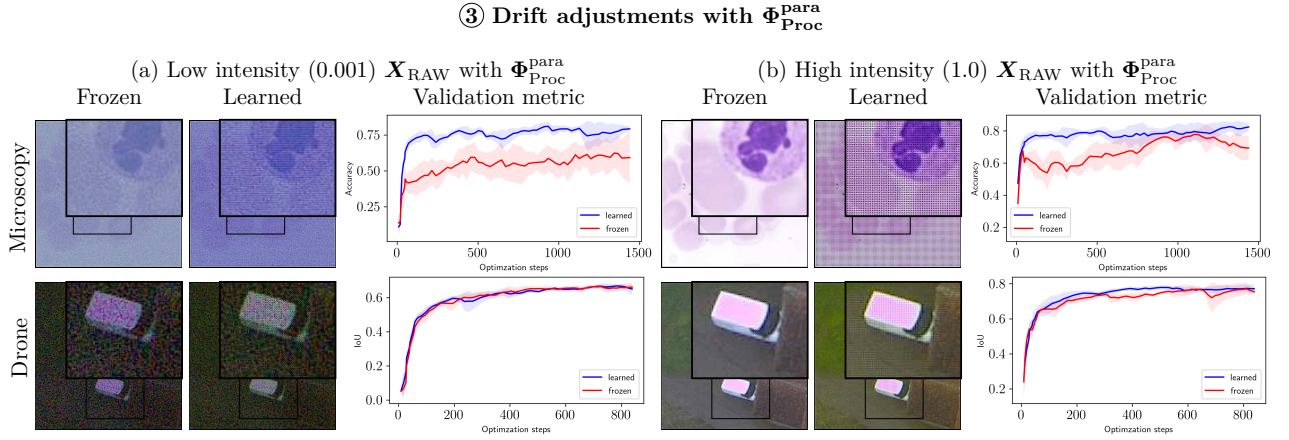 ③ Drift adjustments with Φ^para_Proc
(a) Low intensity (0.001) X_RAW with Φ^para_Proc
Frozen Learned Validation metric
(b) High intensity (1.0) X_RAW with Φ^para_Proc
Frozen Learned Validation metric
Microscopy
Accuracy
0.75
0.50
0.25
learned
frozen
0 500 1000 1500
Optimzation steps
Accuracy
0.8
0.6
0.4
0.2
learned
frozen
0 500 1000 1500
Optimzation steps
Drone
IoU
0.6
0.4
0.2
0.0
learned
frozen
0 200 400 600 800
Optimzation steps
IoU
0.8
0.6
0.4
0.2
learned
frozen
0 200 400 600 800
Optimzation steps